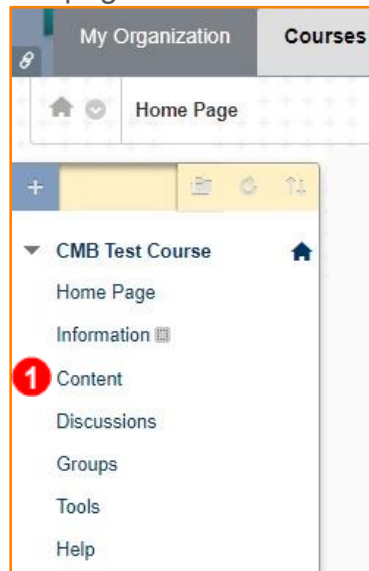 My Organization
Courses
Home Page
+
CMB Test Course
Home Page
Information
1
Content
Discussions
Groups
Tools
Help